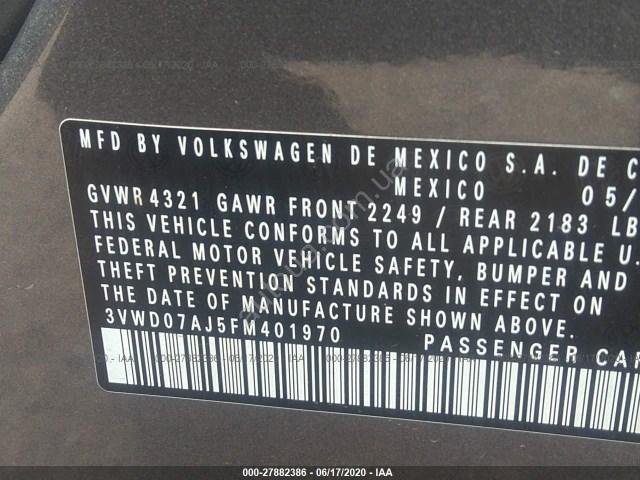 MFD BY VOLKSWAGEN DE MEXICO S.A. DE C
MEXICO 05/
GVWR 4321 GAWR FRONT 2249 / REAR 2183 LB
THIS VEHICLE CONFORMS TO ALL APPLICABLE U.
FEDERAL MOTOR VEHICLE SAFETY, BUMPER AND
THEFT PREVENTION STANDARDS IN EFFECT ON
THE DATE OF MANUFACTURE SHOWN ABOVE.
3VWD07AJ5FM401970
PASSENGER CAR
000-27882386 - 06/17/2020 - IAA